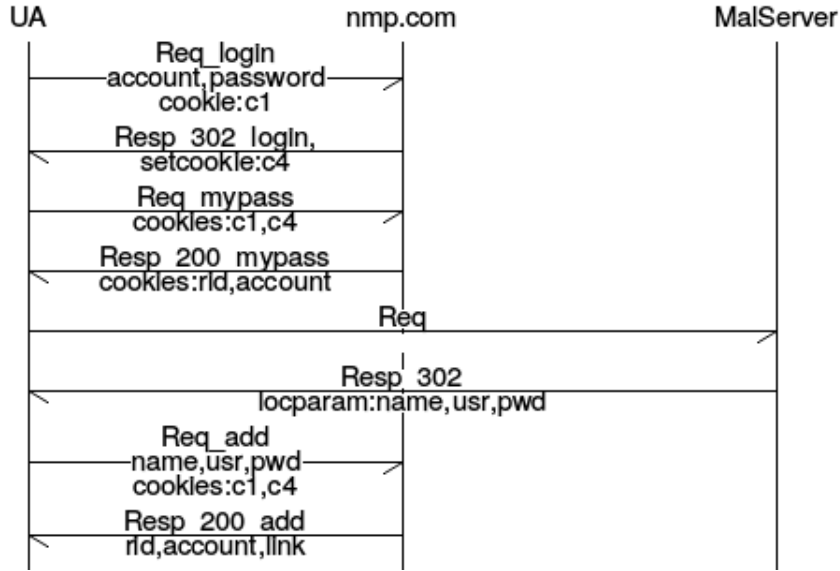 UA nmp.com MalServer
Req_login
account,password
cookie:c1
Resp_302_login,
setcookie:c4
Req_mypass
cookies:c1,c4
Resp_200_mypass
cookies:rId,account
Req
Resp_302
locparam:name,usr,pwd
Req_add
name,usr,pwd
cookies:c1,c4
Resp_200_add
rId,account,link